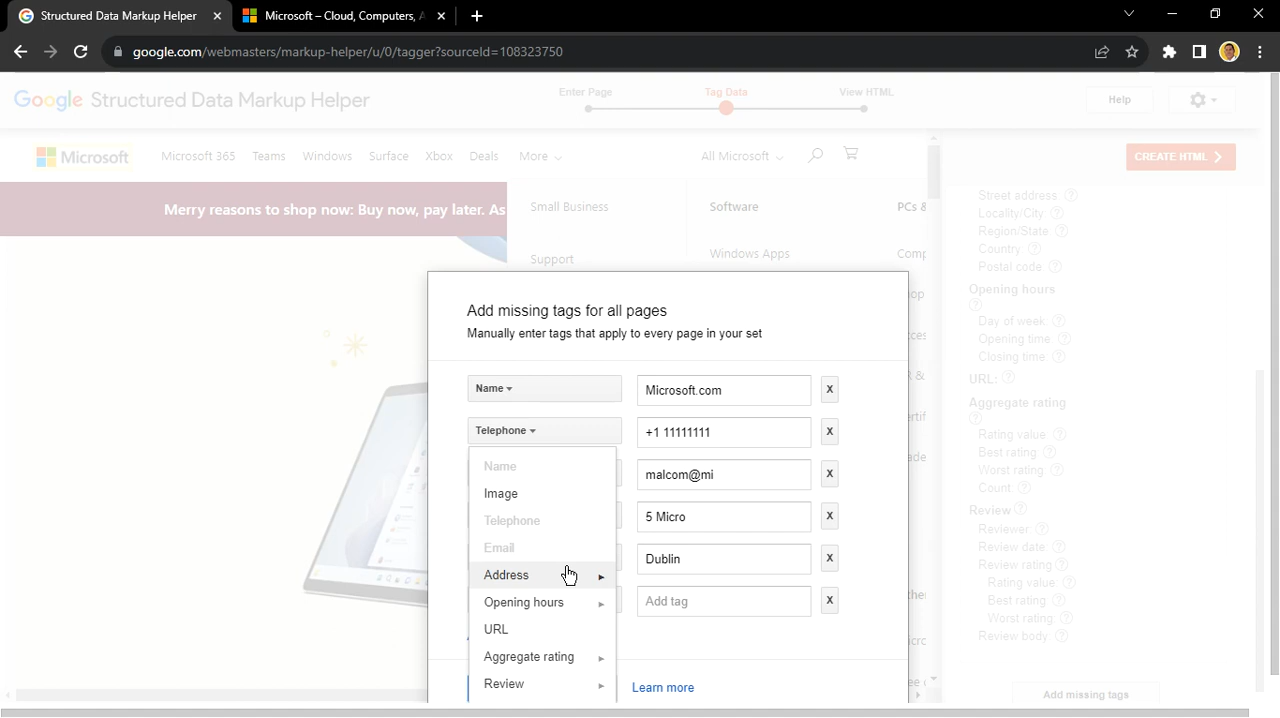 Structured Data Markup Helper
Microsoft – Cloud, Computers, A
google.com/webmasters/markup-helper/u/0/tagger?sourceId=108323750
Google Structured Data Markup Helper
Enter Page
Tag Data
View HTML
Help
Microsoft
Microsoft 365
Teams
Windows
Surface
Xbox
Deals
More
All Microsoft
CREATE HTML
Merry reasons to shop now: Buy now, pay later. As
Small Business
Software
PCs &
Support
Windows Apps
Comp
Street address:
Locality/City:
Region/State:
Country:
Postal code:
Opening hours
Day of week:
Opening time:
Closing time:
URL:
Aggregate rating
Rating value:
Best rating:
Worst rating:
Count:
Review
Reviewer:
Review date:
Review rating
Rating value:
Best rating:
Worst rating:
Review body:
Add missing tags
Add missing tags for all pages
Manually enter tags that apply to every page in your set
Name
Microsoft.com
X
Telephone
+1 11111111
X
malcom@mi
X
5 Micro
X
Dublin
X
Add tag
X
Name
Image
Telephone
Email
Address
Opening hours
URL
Aggregate rating
Review
Learn more